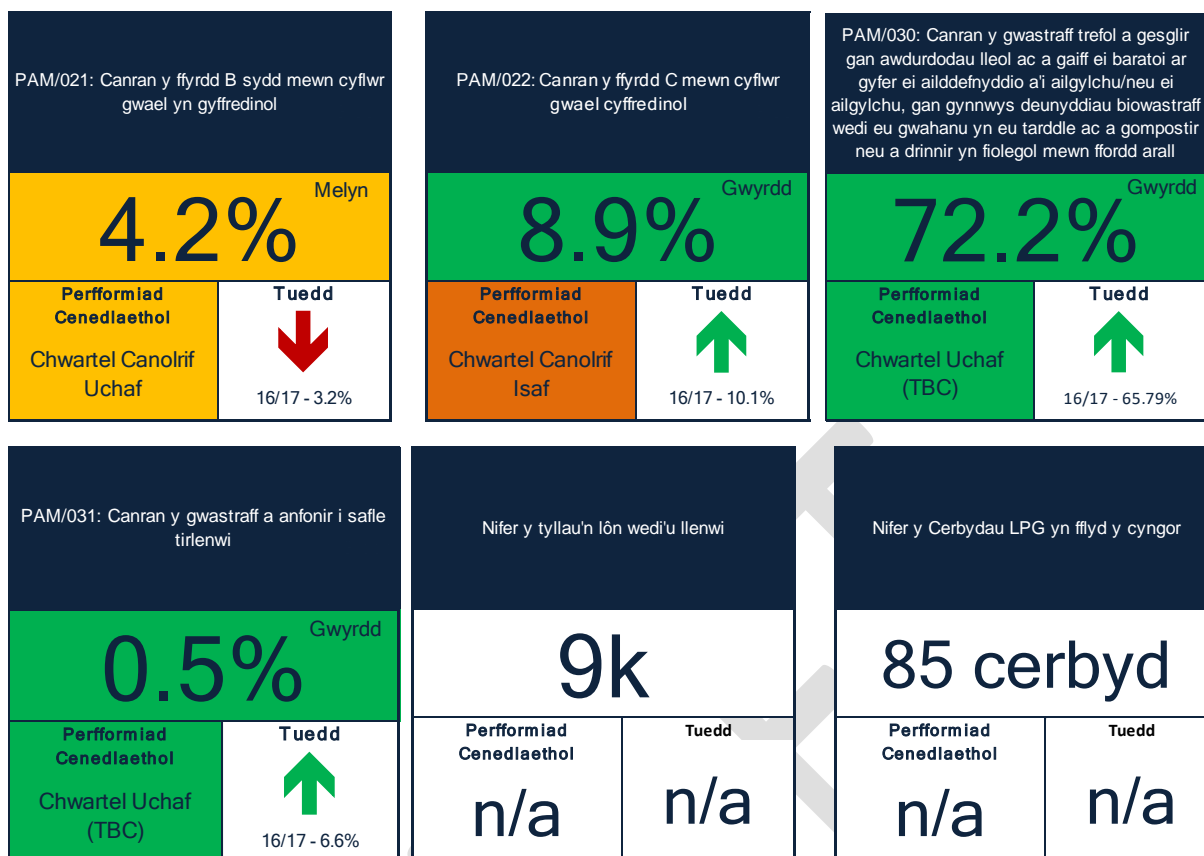 PAM/021: Canran y ffyrdd B sydd mewn cyflwr
gwael yn gyffredinol
4.2%
Melyn
Perfformiad
Cenedlaethol
Chwartel Canolrif
Uchaf
Tuedd
16/17 - 3.2%
PAM/022: Canran y ffyrdd C mewn cyflwr
gwael cyffredinol
8.9%
Gwyrdd
Perfformiad
Cenedlaethol
Chwartel Canolrif
Isaf
Tuedd
16/17 - 10.1%
PAM/030: Canran y gwastraff trefol a gesglir
gan awdurdodau lleol ac a gaiff ei baratoi ar
gyfer ei ailddefnyddio a'i ailgylchu/neu ei
ailgylchu, gan gynnwys deunyddiau biowastraff
wedi eu gwahanu yn eu tarddle ac a gompostir
neu a drinnir yn fiolegol mewn ffordd arall
72.2%
Gwyrdd
Perfformiad
Cenedlaethol
Chwartel Uchaf
(TBC)
Tuedd
16/17 - 65.79%
PAM/031: Canran y gwastraff a anfonir i safle
tirlenwi
0.5%
Gwyrdd
Perfformiad
Cenedlaethol
Chwartel Uchaf
(TBC)
Tuedd
16/17 - 6.6%
Nifer y tyllau'n lôn wedi'u llenwi
9k
Perfformiad
Cenedlaethol
n/a
Tuedd
n/a
Nifer y Cerbydau LPG yn fflyd y cyngor
85 cerbyd
Perfformiad
Cenedlaethol
n/a
Tuedd
n/a